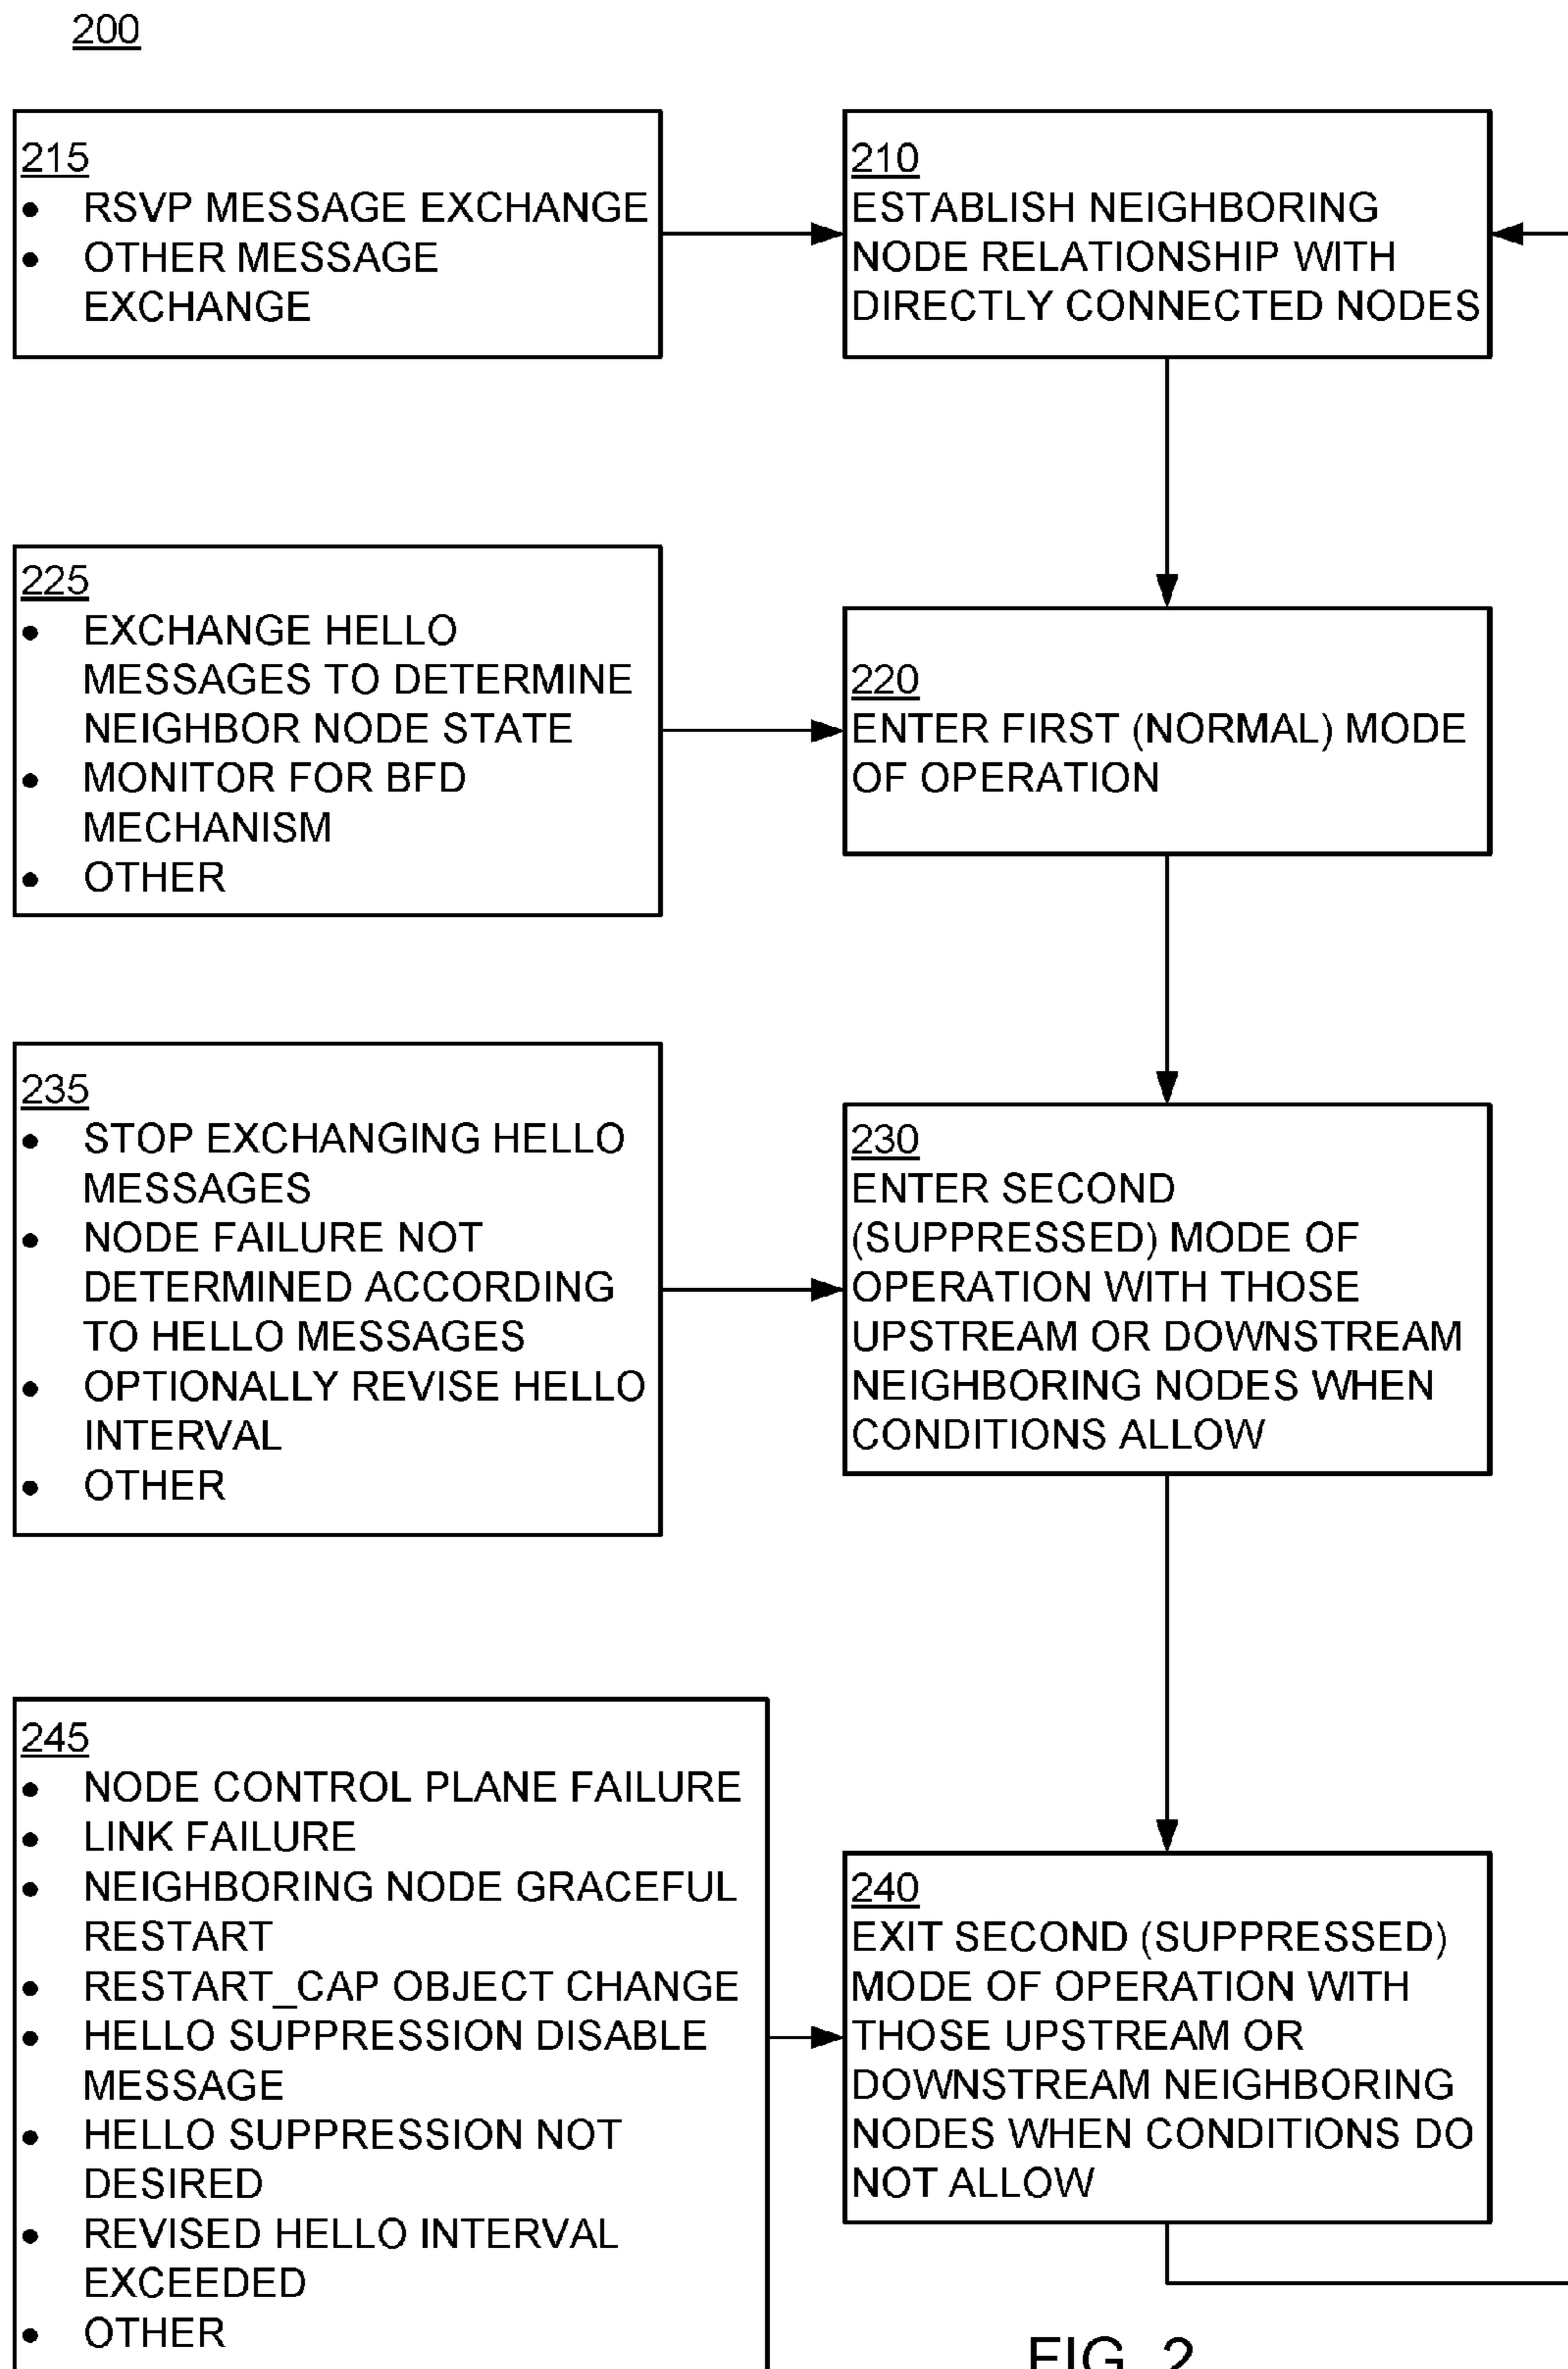 200
215
• RSVP MESSAGE EXCHANGE
• OTHER MESSAGE
EXCHANGE
210
ESTABLISH NEIGHBORING
NODE RELATIONSHIP WITH
DIRECTLY CONNECTED NODES
225
• EXCHANGE HELLO
MESSAGES TO DETERMINE
NEIGHBOR NODE STATE
• MONITOR FOR BFD
MECHANISM
• OTHER
220
ENTER FIRST (NORMAL) MODE
OF OPERATION
235
• STOP EXCHANGING HELLO
MESSAGES
• NODE FAILURE NOT
DETERMINED ACCORDING
TO HELLO MESSAGES
• OPTIONALLY REVISE HELLO
INTERVAL
• OTHER
230
ENTER SECOND
(SUPPRESSED) MODE OF
OPERATION WITH THOSE
UPSTREAM OR DOWNSTREAM
NEIGHBORING NODES WHEN
CONDITIONS ALLOW
245
• NODE CONTROL PLANE FAILURE
• LINK FAILURE
• NEIGHBORING NODE GRACEFUL
RESTART
• RESTART_CAP OBJECT CHANGE
• HELLO SUPPRESSION DISABLE
MESSAGE
• HELLO SUPPRESSION NOT
DESIRED
• REVISED HELLO INTERVAL
EXCEEDED
• OTHER
240
EXIT SECOND (SUPPRESSED)
MODE OF OPERATION WITH
THOSE UPSTREAM OR
DOWNSTREAM NEIGHBORING
NODES WHEN CONDITIONS DO
NOT ALLOW
FIG. 2